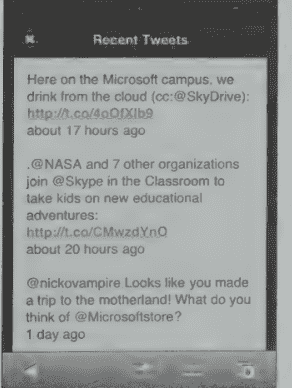 Recent Tweets
Here on the Microsoft campus, we
drink from the cloud (cc:@SkyDrive):
http://t.co/4oOfXIb9
about 17 hours ago
.@NASA and 7 other organizations
join @Skype in the Classroom to
take kids on new educational
adventures:
http://t.co/CMwzdYnO
about 20 hours ago
@nickovampire Looks like you made
a trip to the motherland! What do you
think of @Microsoftstore?
1 day ago